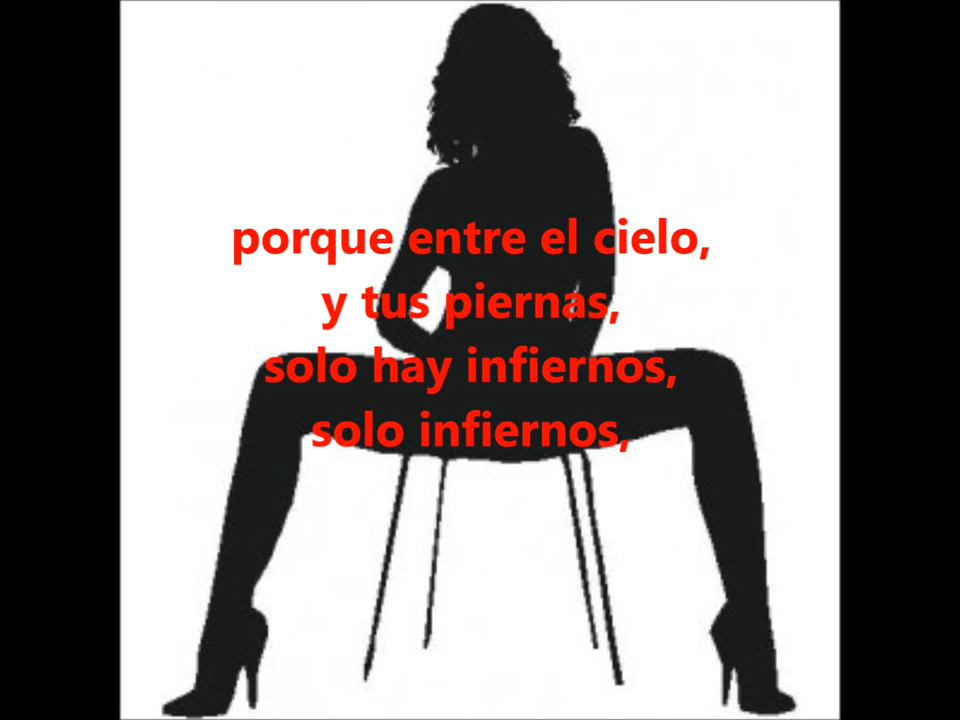 porque entre el cielo,
y tus piernas,
solo hay infiernos,
solo infiernos,